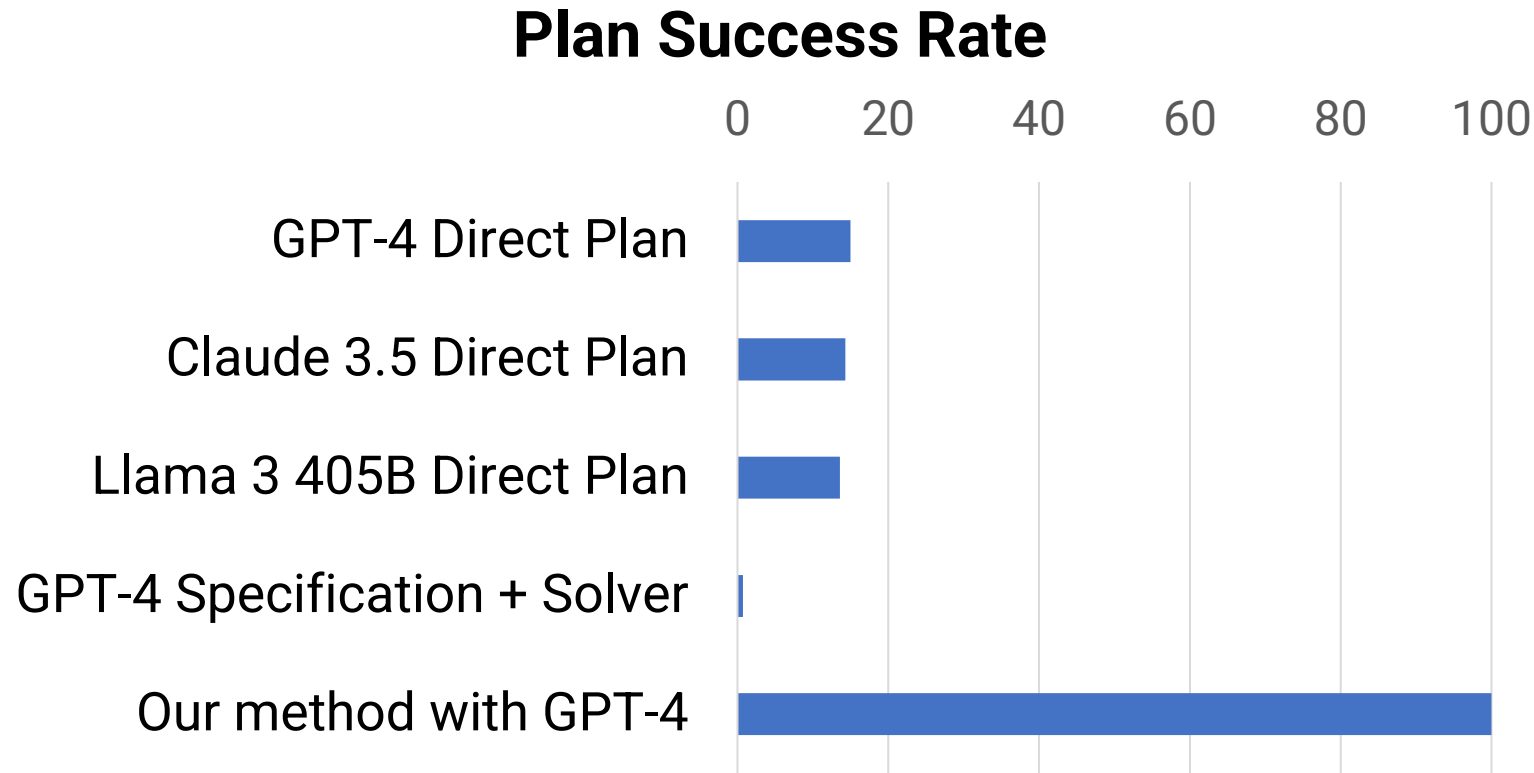 Plan Success Rate
0 20 40 60 80 100
GPT-4 Direct Plan
Claude 3.5 Direct Plan
Llama 3 405B Direct Plan
GPT-4 Specification + Solver
Our method with GPT-4